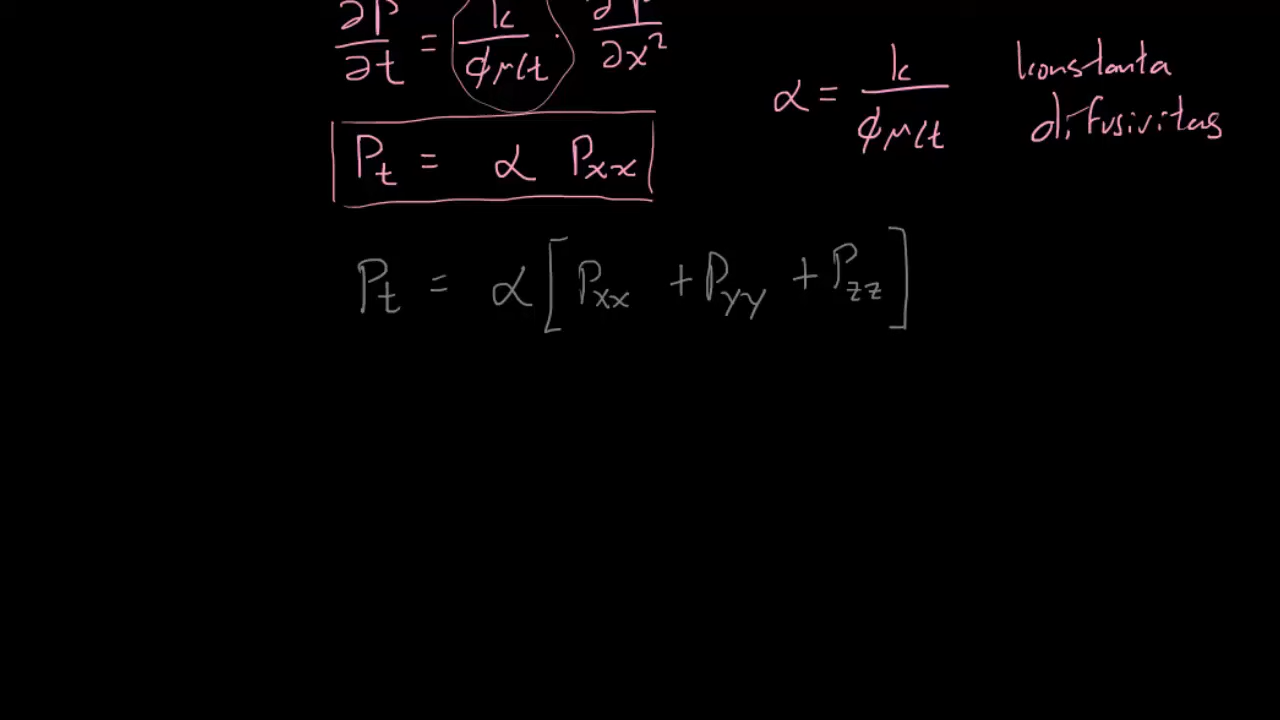 ∂P/∂t = k/ϕμct · ∂²P/∂x²
α = k/ϕμct konstanta
difusivitas
Pt = α Pxx
Pt = α [Pxx + Pyy + Pzz]